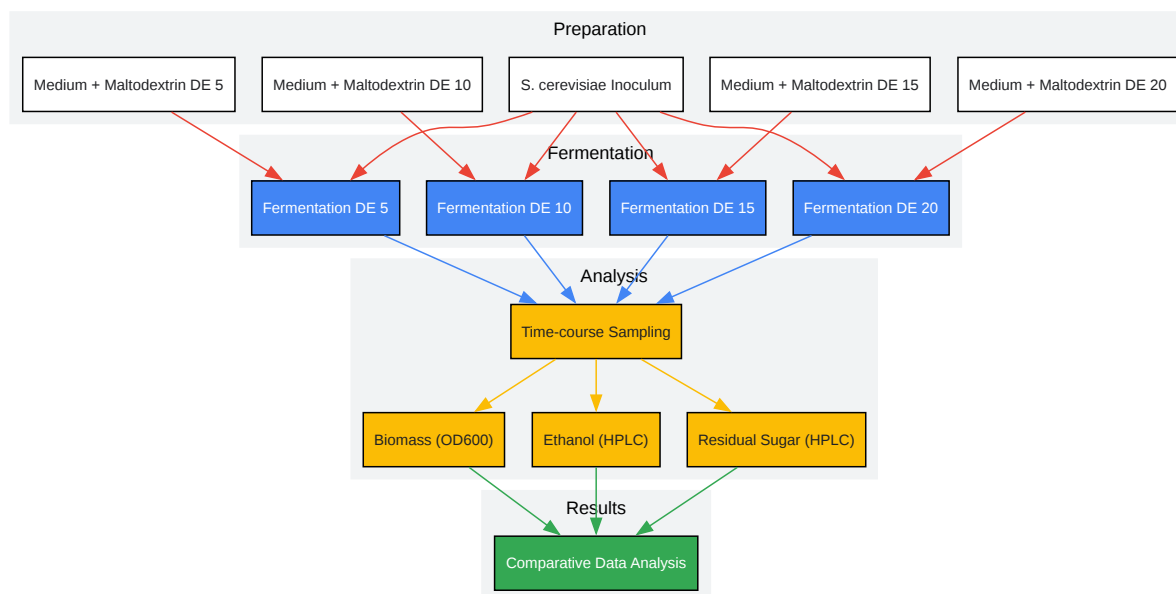 Preparation
Medium + Maltodextrin DE 5
Medium + Maltodextrin DE 10
S. cerevisiae Inoculum
Medium + Maltodextrin DE 15
Medium + Maltodextrin DE 20
Fermentation
Fermentation DE 5
Fermentation DE 10
Fermentation DE 15
Fermentation DE 20
Analysis
Time-course Sampling
Biomass (OD600)
Ethanol (HPLC)
Residual Sugar (HPLC)
Results
Comparative Data Analysis